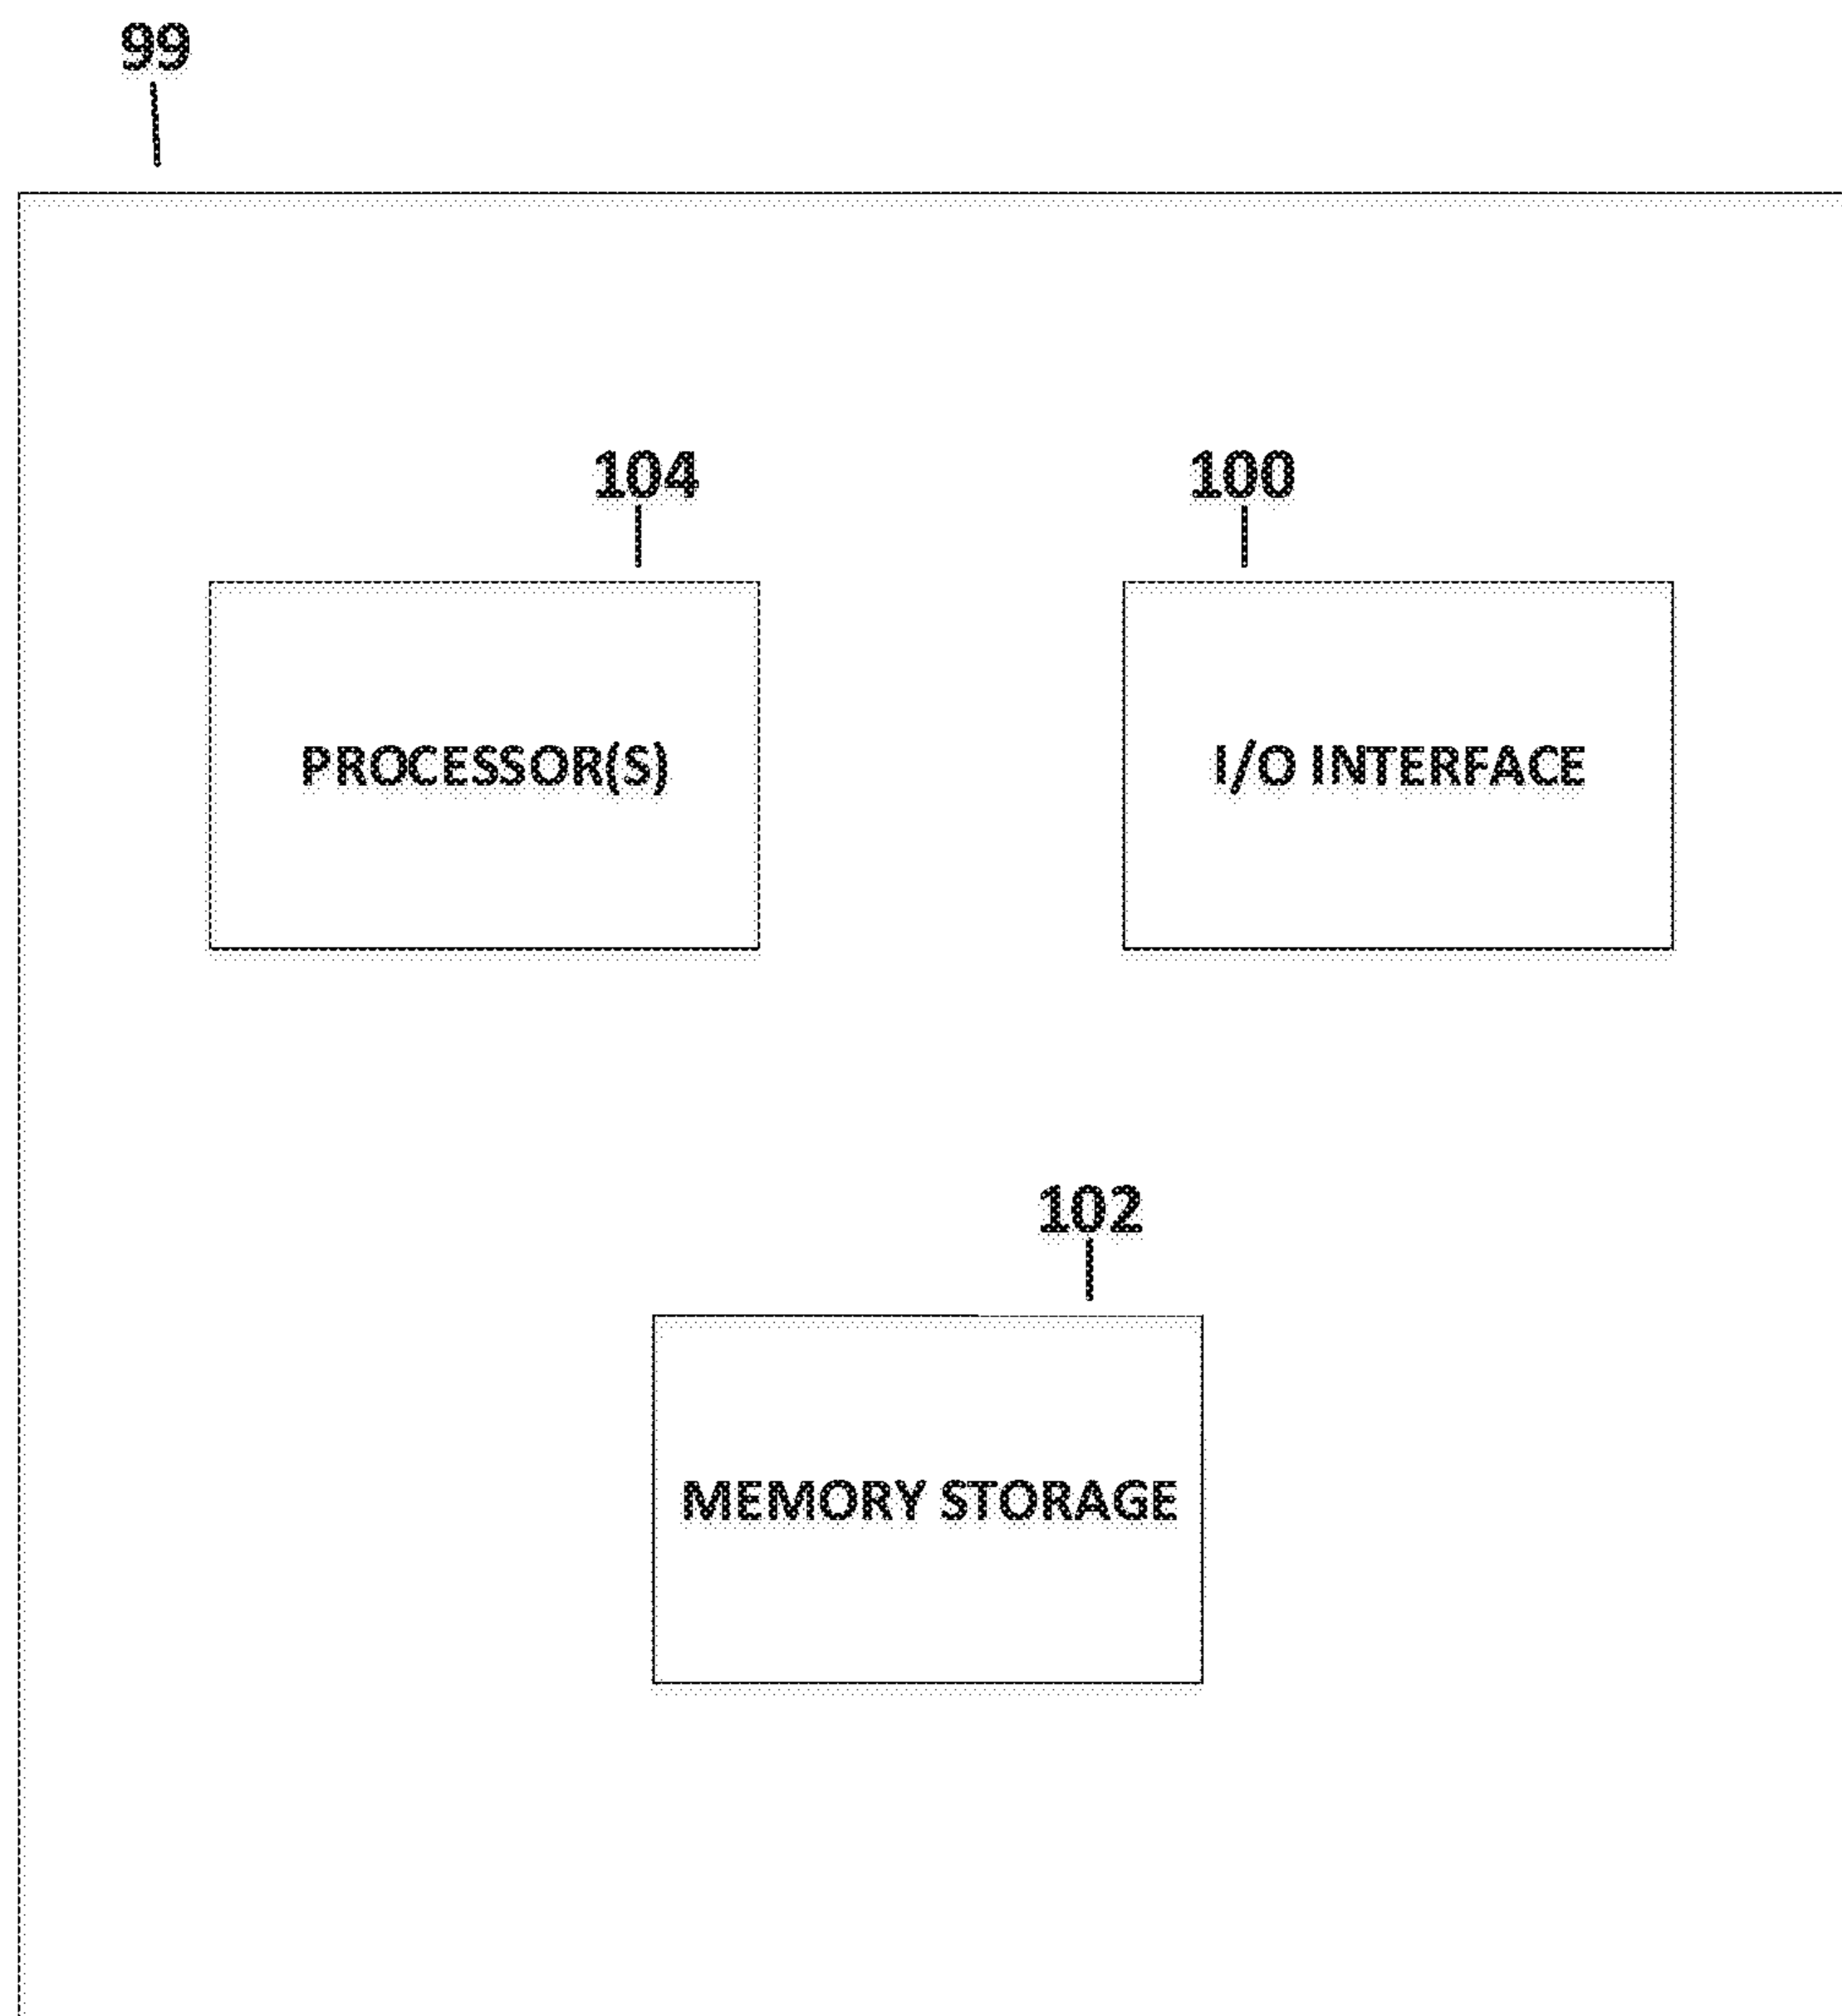 99
104
100
PROCESSOR(S)
I/O INTERFACE
102
MEMORY STORAGE